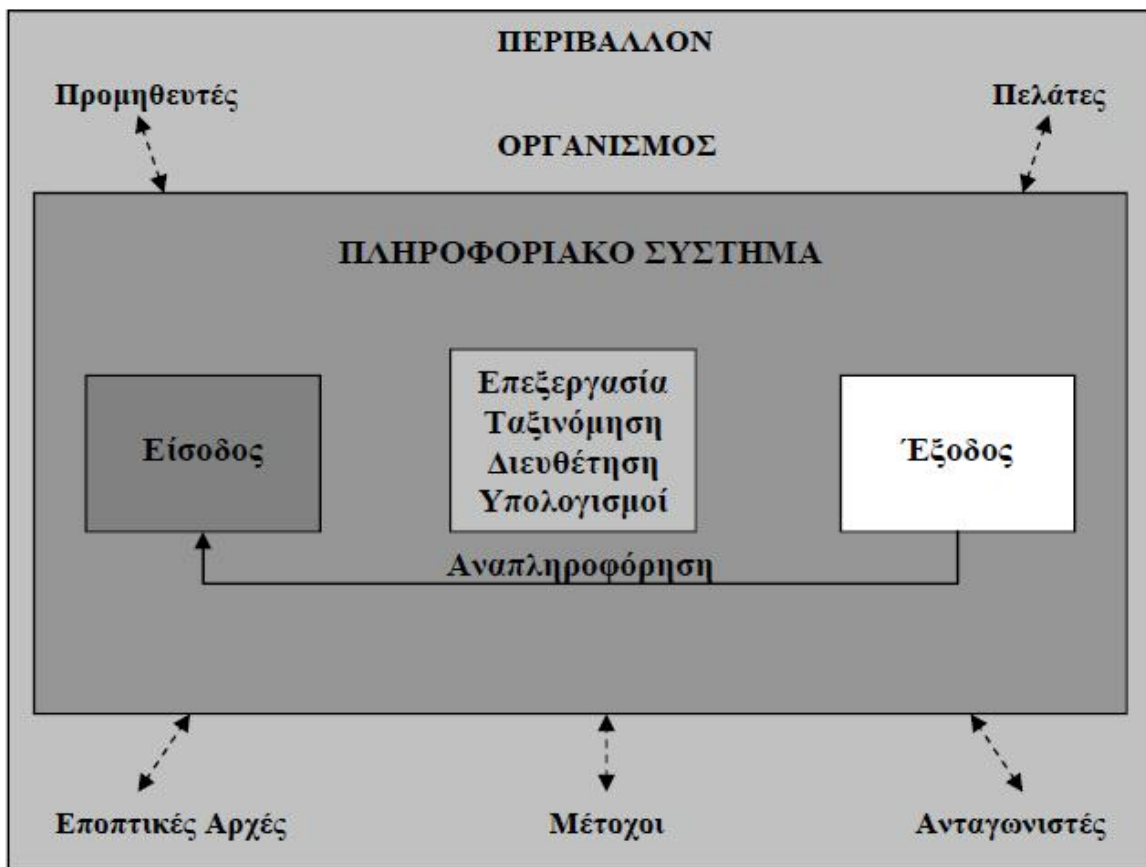 ΠΕΡΙΒΑΛΛΟΝ
Προμηθευτές
Πελάτες
ΟΡΓΑΝΙΣΜΟΣ
ΠΛΗΡΟΦΟΡΙΑΚΟ ΣΥΣΤΗΜΑ
Είσοδος
Επεξεργασία
Ταξινόμηση
Διευθέτηση
Υπολογισμοί
Έξοδος
Αναπληροφόρηση
Εποπτικές Αρχές
Μέτοχοι
Ανταγωνιστές